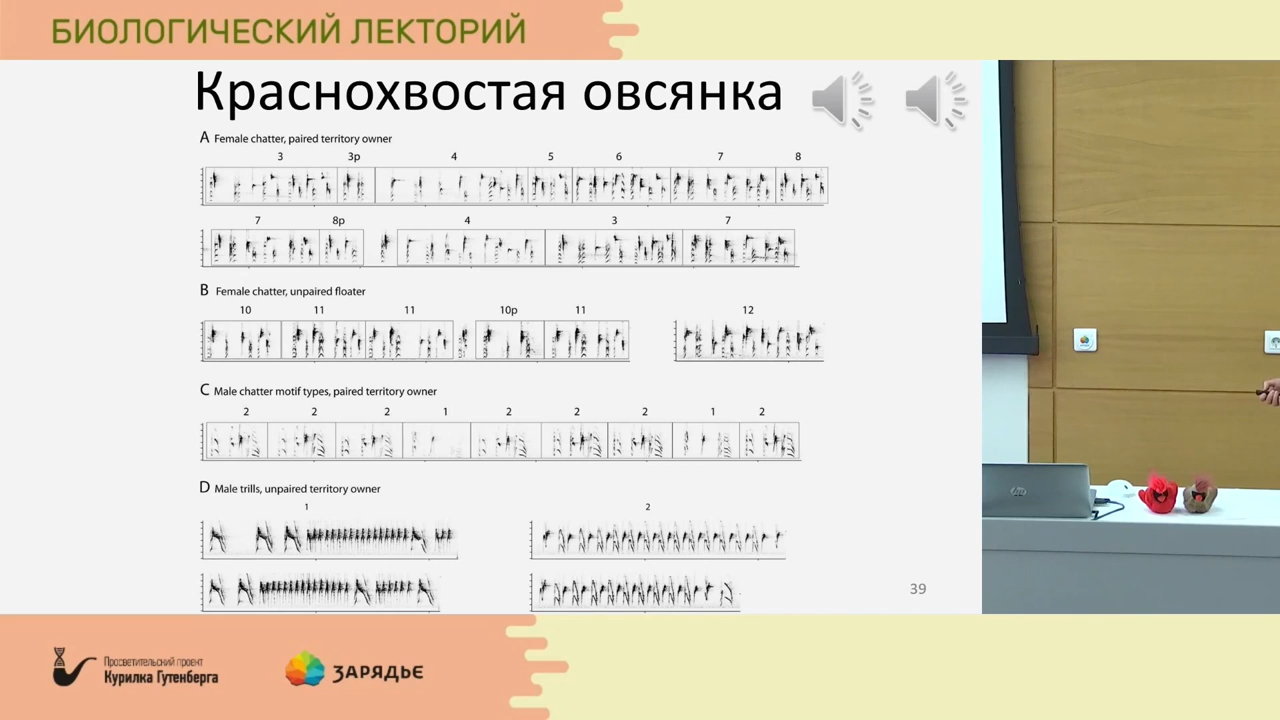 БИОЛОГИЧЕСКИЙ ЛЕКТОРИЙ
Краснохвостая овсянка
A Female chatter, paired territory owner
3 3p 4 5 6 7 8
7 8p 4 3 7
B Female chatter, unpaired floater
10 11 11 10p 11 12
C Male chatter motif types, paired territory owner
2 2 2 1 2 2 2 1 2
D Male trills, unpaired territory owner
1 2
39
hp
Просветительский проект
Курилка Гутенберга
ЗАРЯДЬЕ